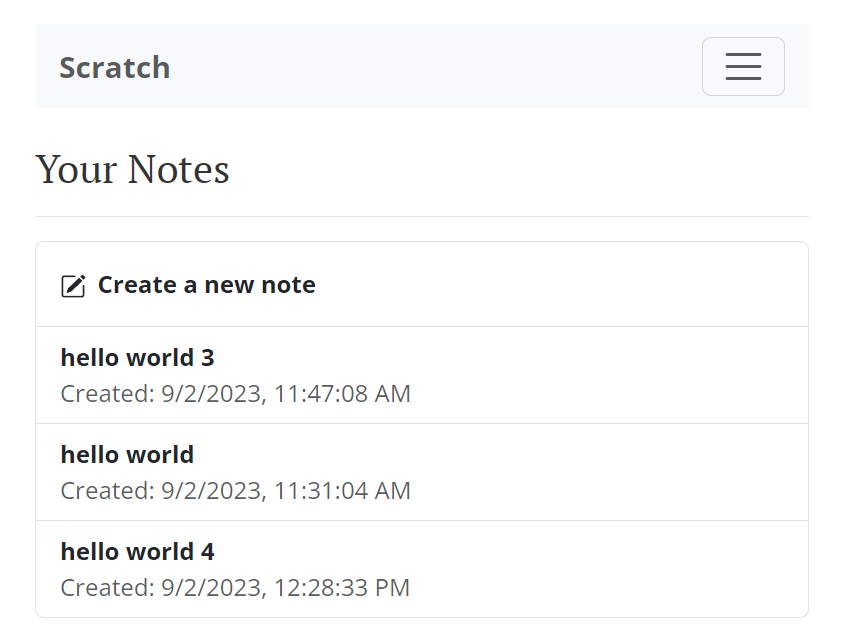 Scratch
Your Notes
Create a new note
hello world 3
Created: 9/2/2023, 11:47:08 AM
hello world
Created: 9/2/2023, 11:31:04 AM
hello world 4
Created: 9/2/2023, 12:28:33 PM